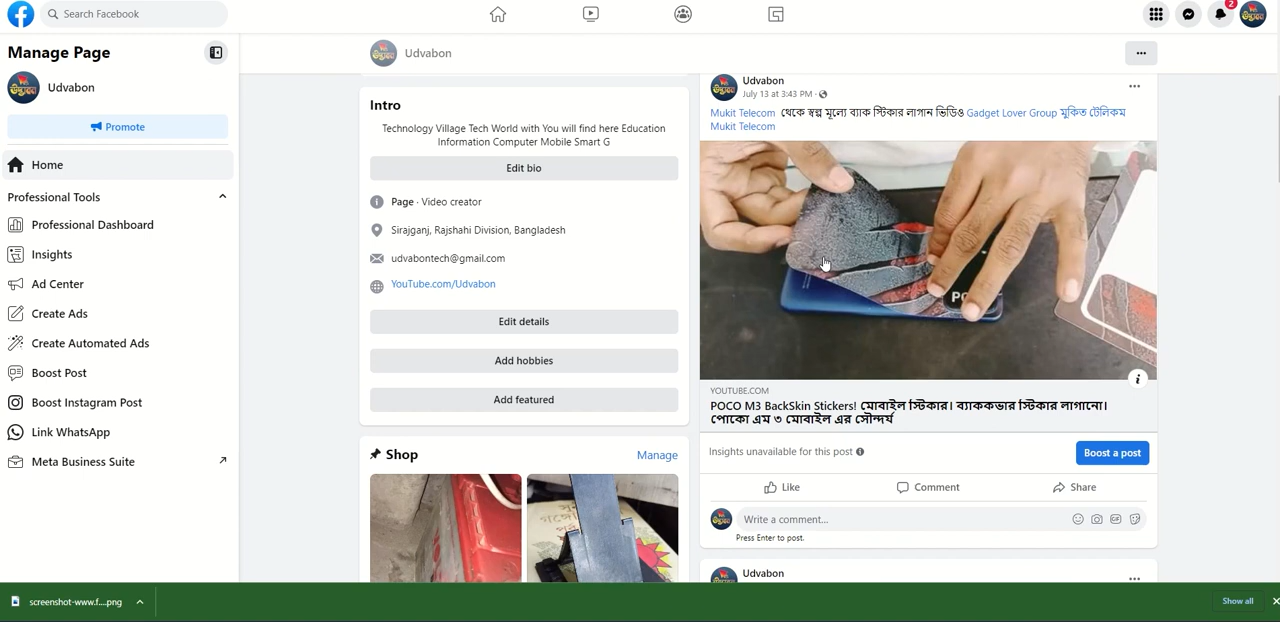 Search Facebook
2
Manage Page
Udvabon
Promote
Home
Professional Tools
Professional Dashboard
Insights
Ad Center
Create Ads
Create Automated Ads
Boost Post
Boost Instagram Post
Link WhatsApp
Meta Business Suite
Udvabon
Intro
Technology Village Tech World with You will find here Education
Information Computer Mobile Smart G
Edit bio
Page · Video creator
Sirajganj, Rajshahi Division, Bangladesh
udvabontech@gmail.com
YouTube.com/Udvabon
Edit details
Add hobbies
Add featured
Shop
Manage
Udvabon
July 13 at 3:43 PM ·
Mukit Telecom থেকে স্বল্প মূল্যে ব্যাক স্টিকার লাগান ভিডিও Gadget Lover Group মুকিত টেলিকম
Mukit Telecom
YOUTUBE.COM
POCO M3 BackSkin Stickers! মোবাইল স্টিকার। ব্যাককভার স্টিকার লাগানো।
পোকো এম ৩ মোবাইল এর সৌন্দর্য
Insights unavailable for this post
Boost a post
Like
Comment
Share
Write a comment...
Press Enter to post.
Udvabon
screenshot-www.f....png
Show all